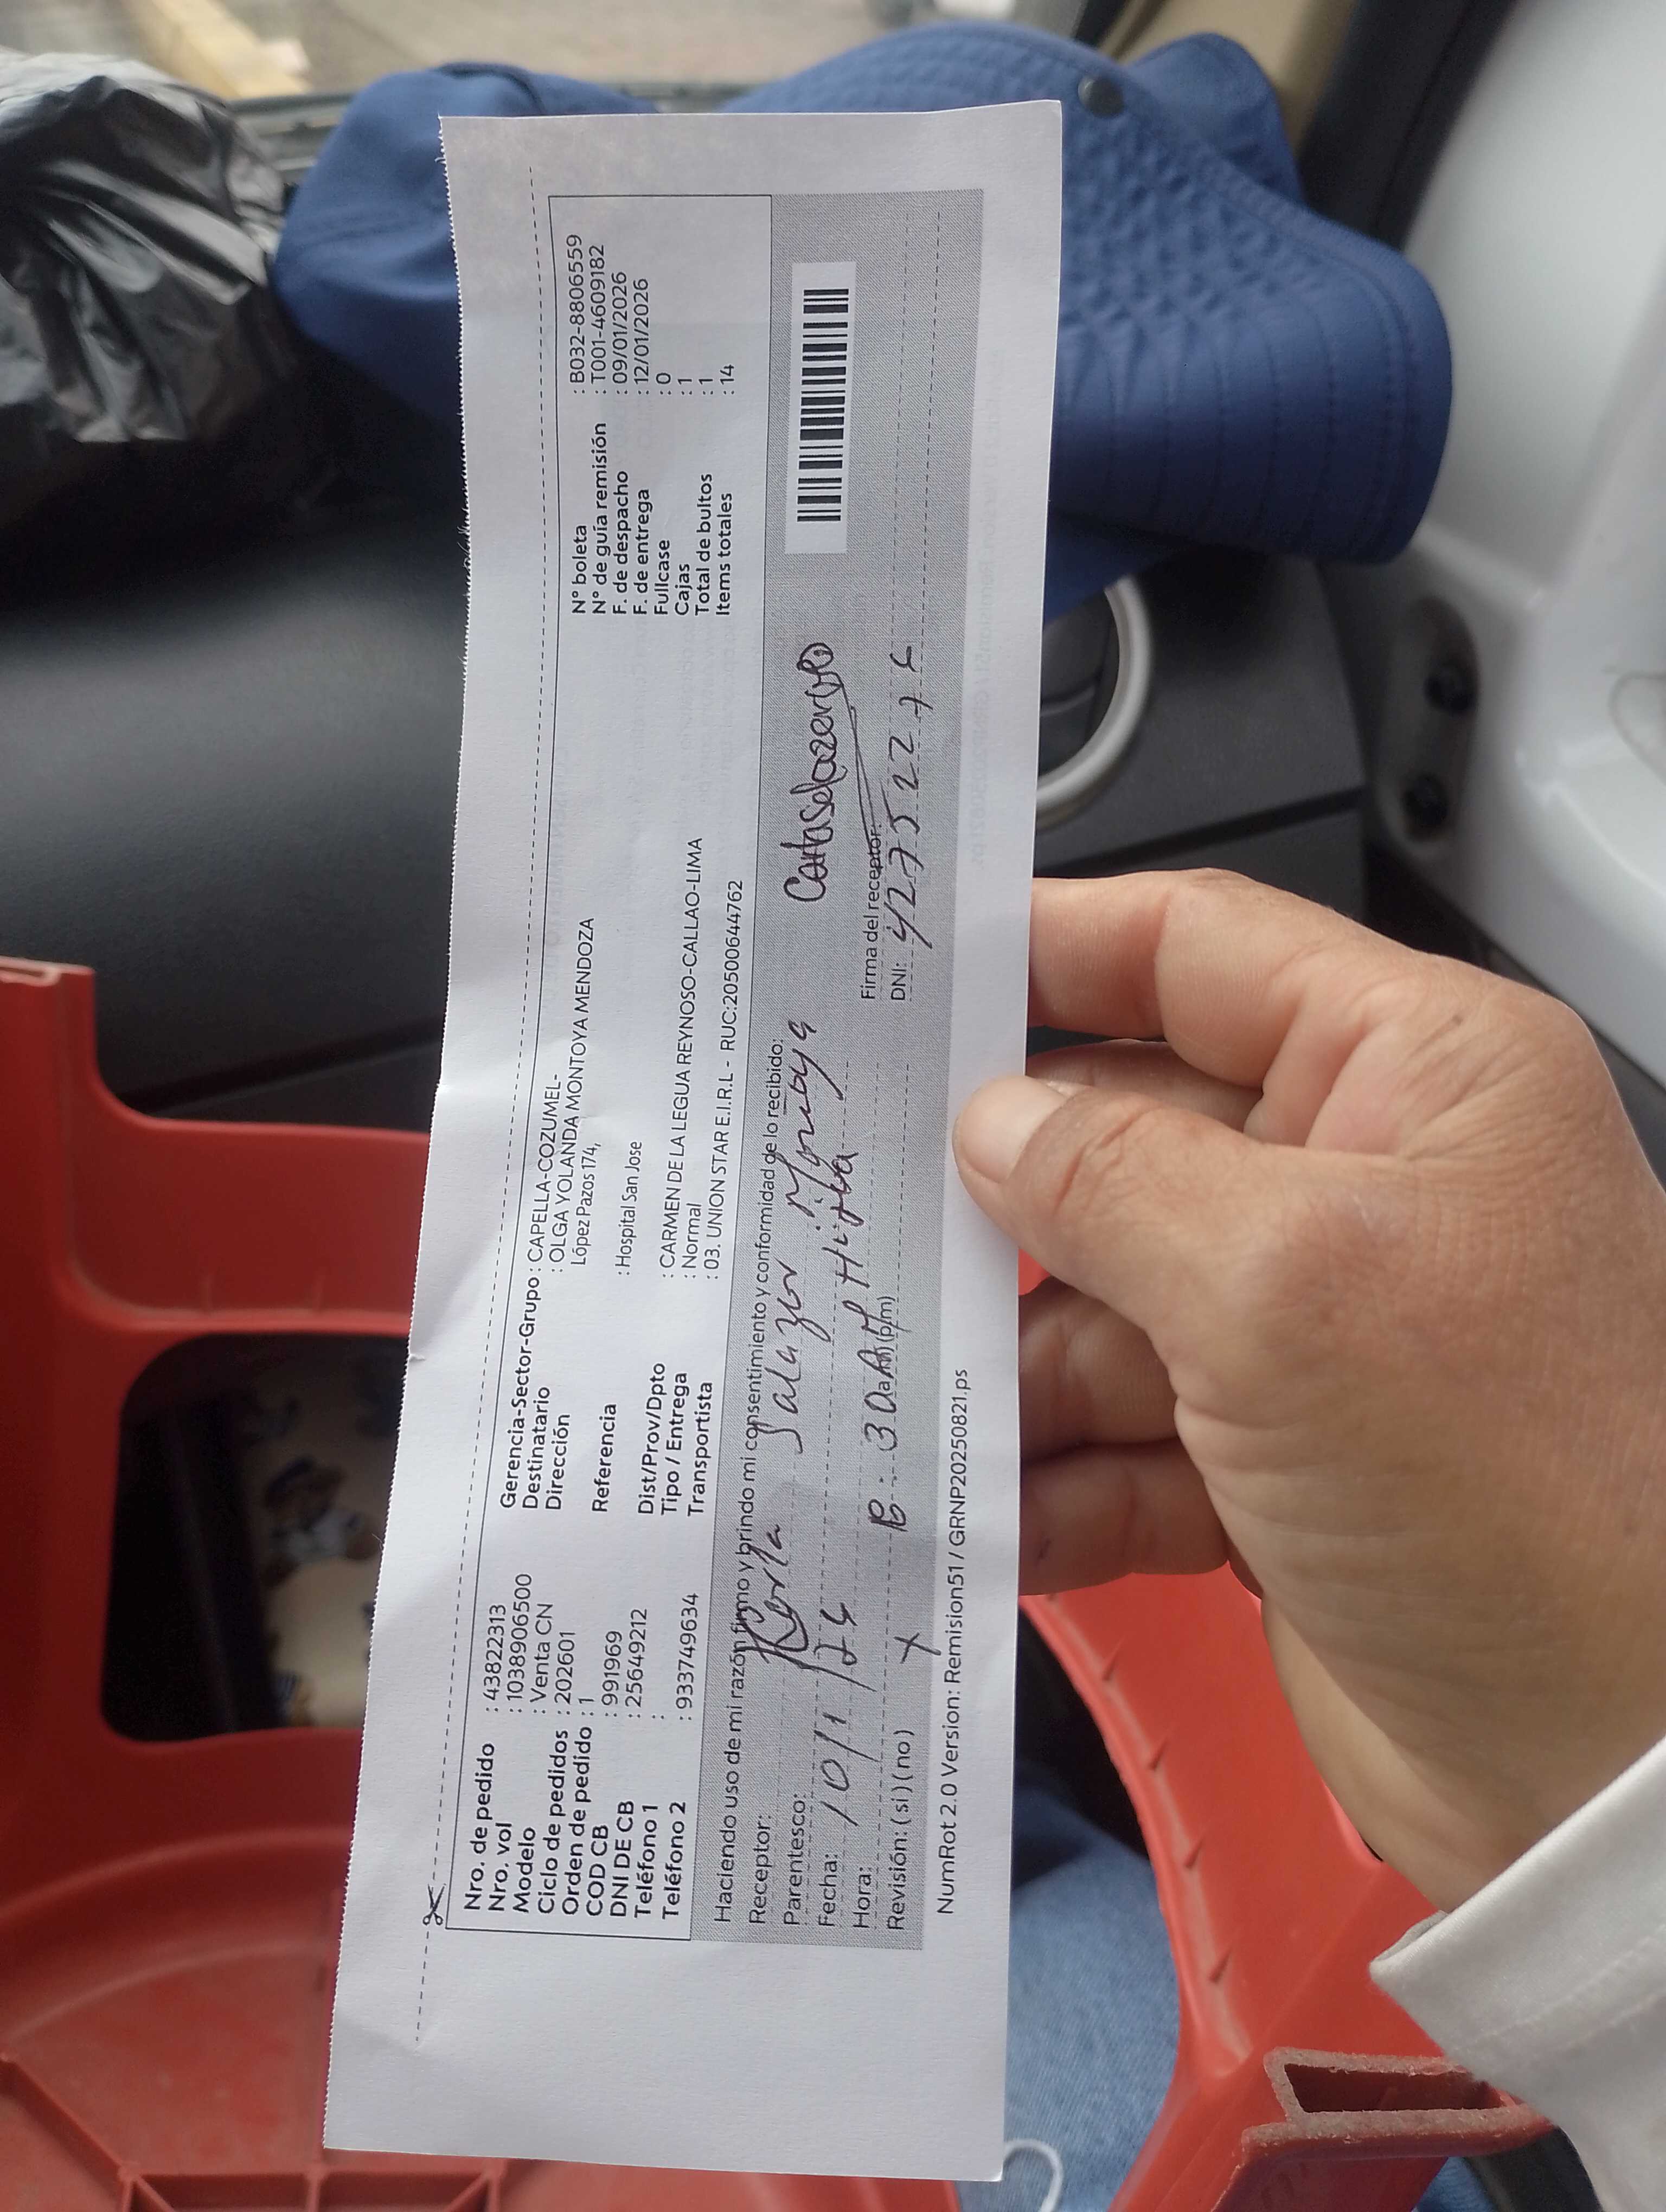 Nro. de pedido : 43822313
Nro. vol : 1038906500
Modelo : Venta CN
Ciclo de pedidos : 202601
Orden de pedido : 1
COD CB : 991969
DNI DE CB : 25649212
Teléfono 1 :
Teléfono 2 : 933749634
Gerencia-Sector-Grupo : CAPELLA-COZUMEL-
Destinatario : OLGA YOLANDA MONTOYA MENDOZA
Dirección López Pazos 174,
Referencia : Hospital San Jose
Dist/Prov/Dpto : CARMEN DE LA LEGUA REYNOSO-CALLAO-LIMA
Tipo / Entrega : Normal
Transportista : 03. UNION STAR E.I.R.L - RUC:20500644762
N° boleta : B032-8806559
N° de guía remisión : T001-4609182
F. de despacho : 09/01/2026
F. de entrega : 12/01/2026
Fullcase : 0
Cajas : 1
Total de bultos : 1
Items totales : 14
Haciendo uso de mi razón firmo y brindo mi consentimiento y conformidad de lo recibido:
Receptor: Karla Salazar
Parentesco: Hija
Fecha: 10/1/26
Hora: 30 (am) (p/m)
Revisión: (si) (no) X
Firma del receptor:
DNI:
NumRot 2.0 Version: Remision51 / GRNP20250821.ps